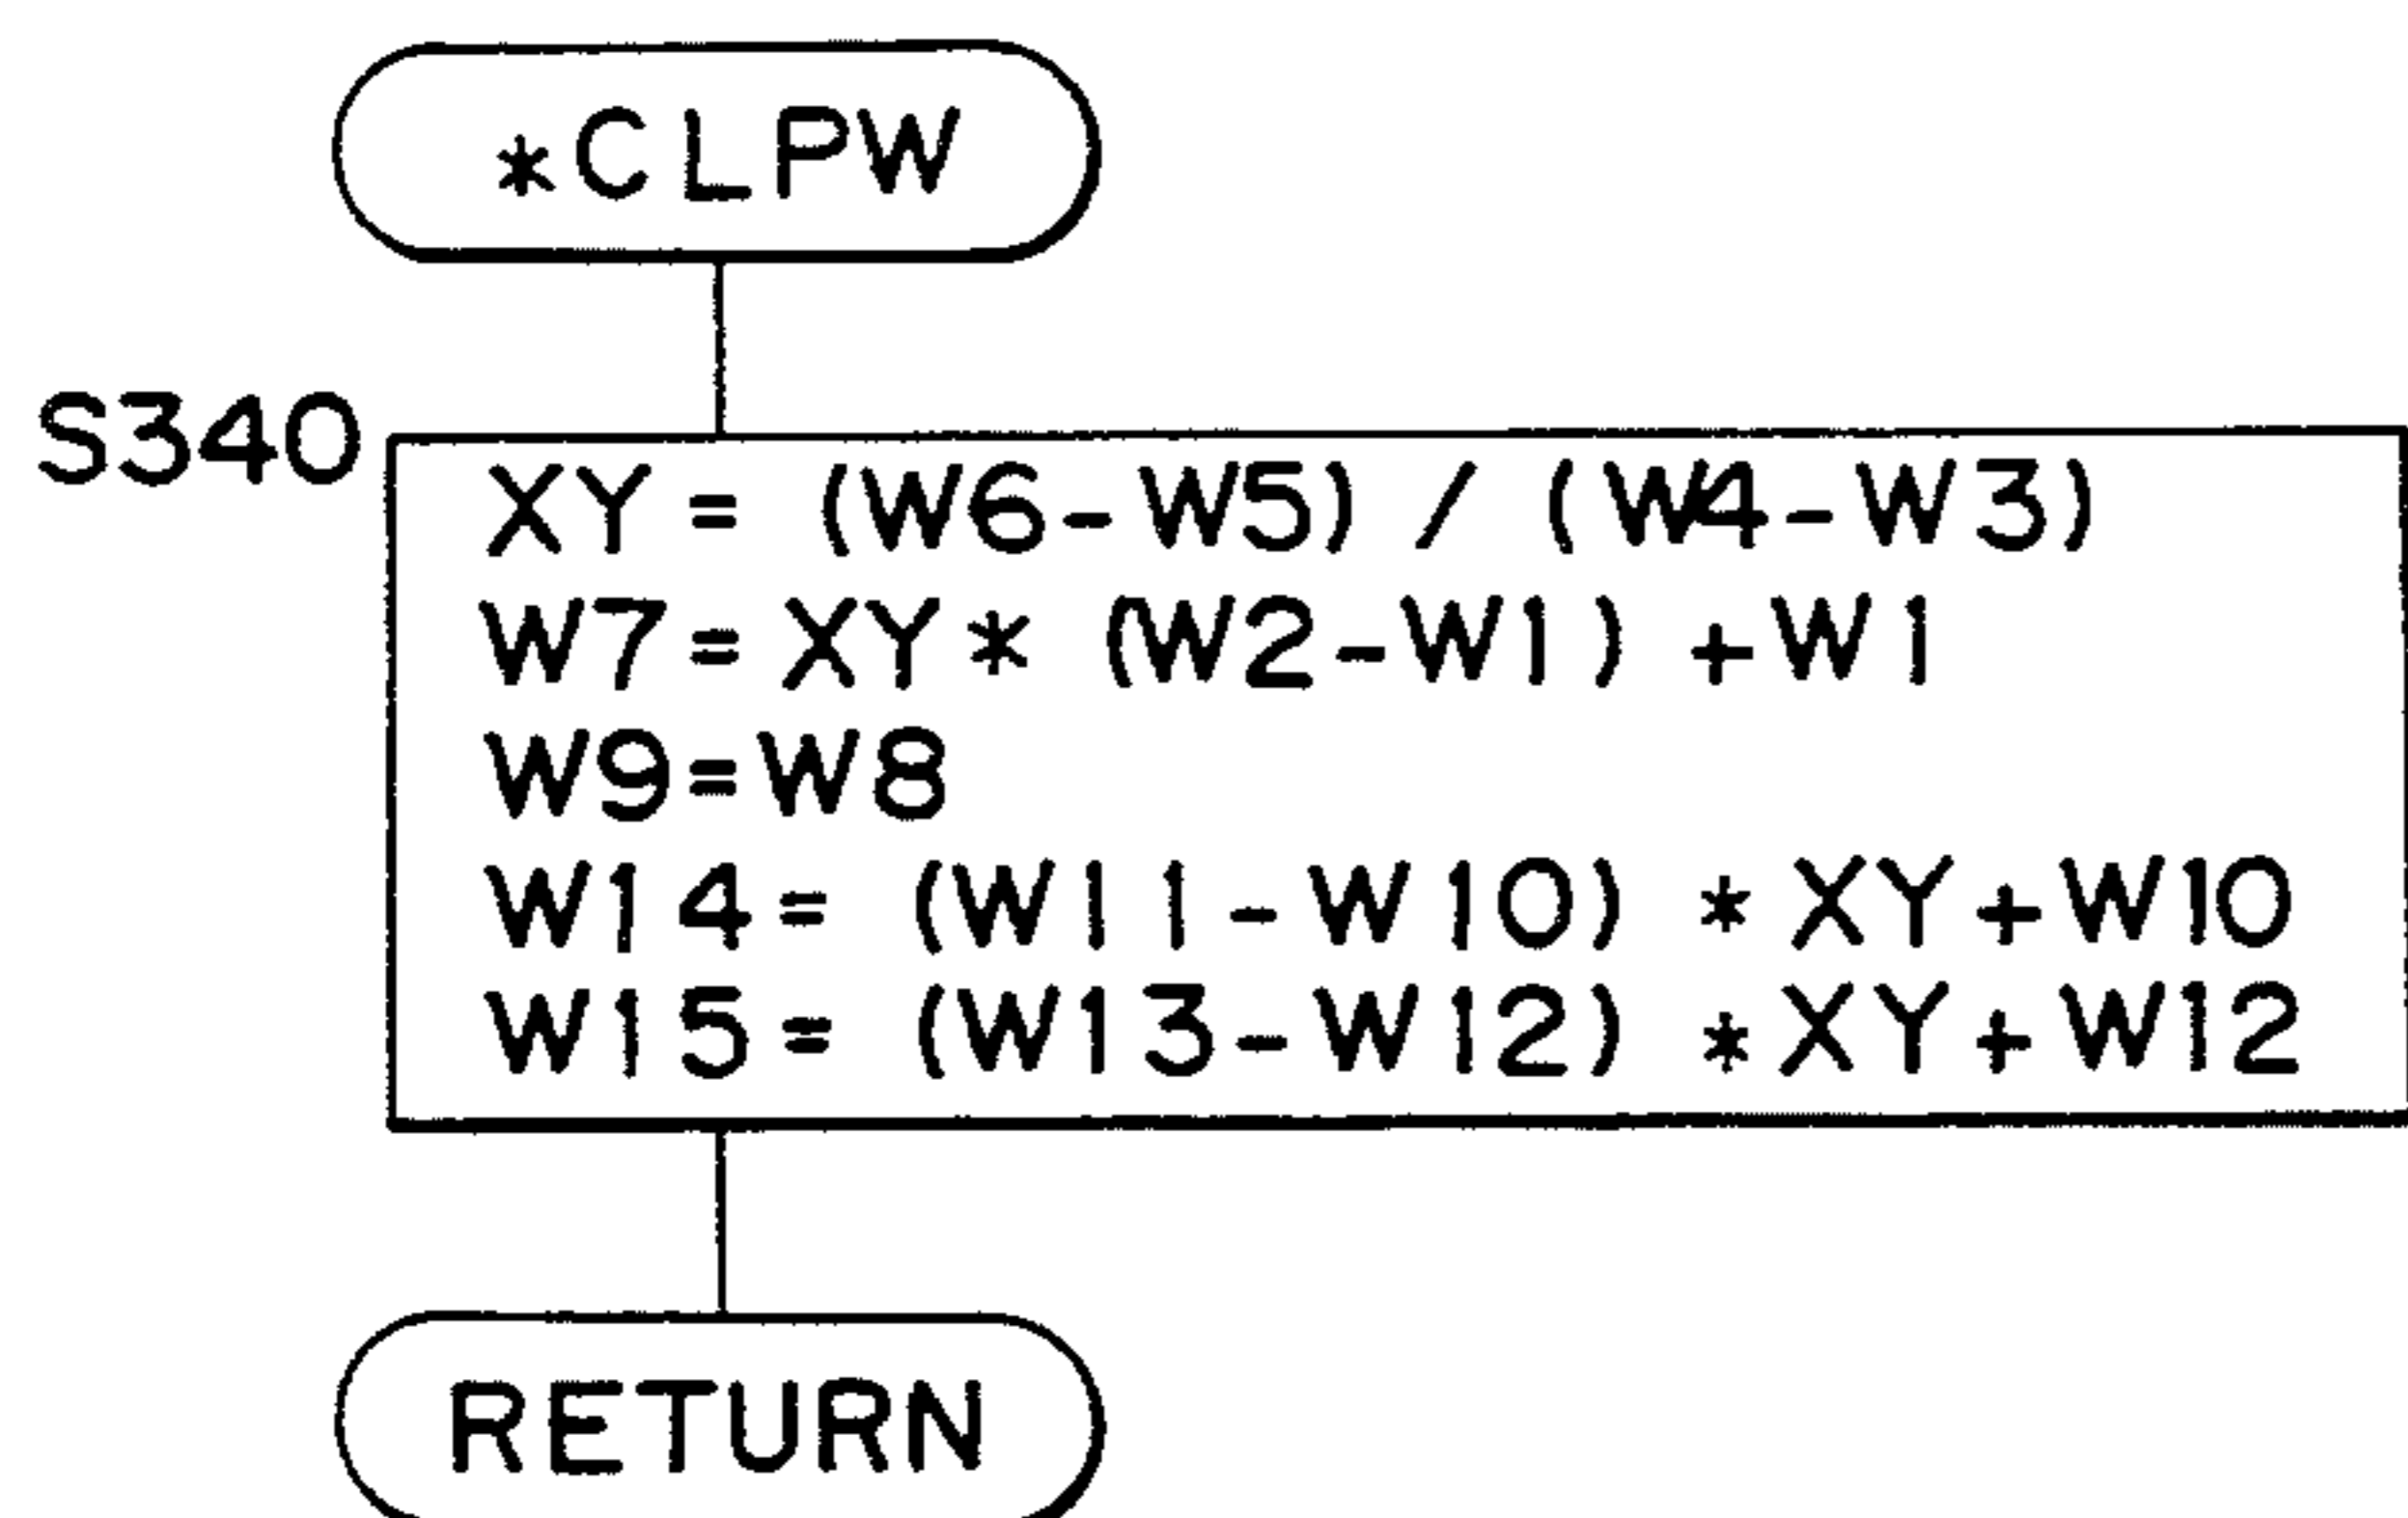 *CLPW
S340
XY = (W6-W5) / (W4-W3)
W7=XY* (W2-W1) +W1
W9=W8
W14= (W11-W10) *XY+W10
W15= (W13-W12) *XY+W12
RETURN